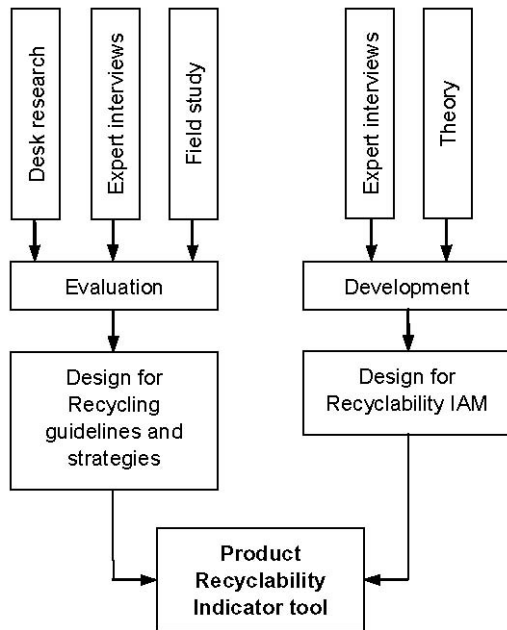 Desk research
Expert interviews
Field study
Expert interviews
Theory
Evaluation
Development
Design for
Recycling
guidelines and
strategies
Design for
Recyclability IAM
Product
Recyclability
Indicator tool